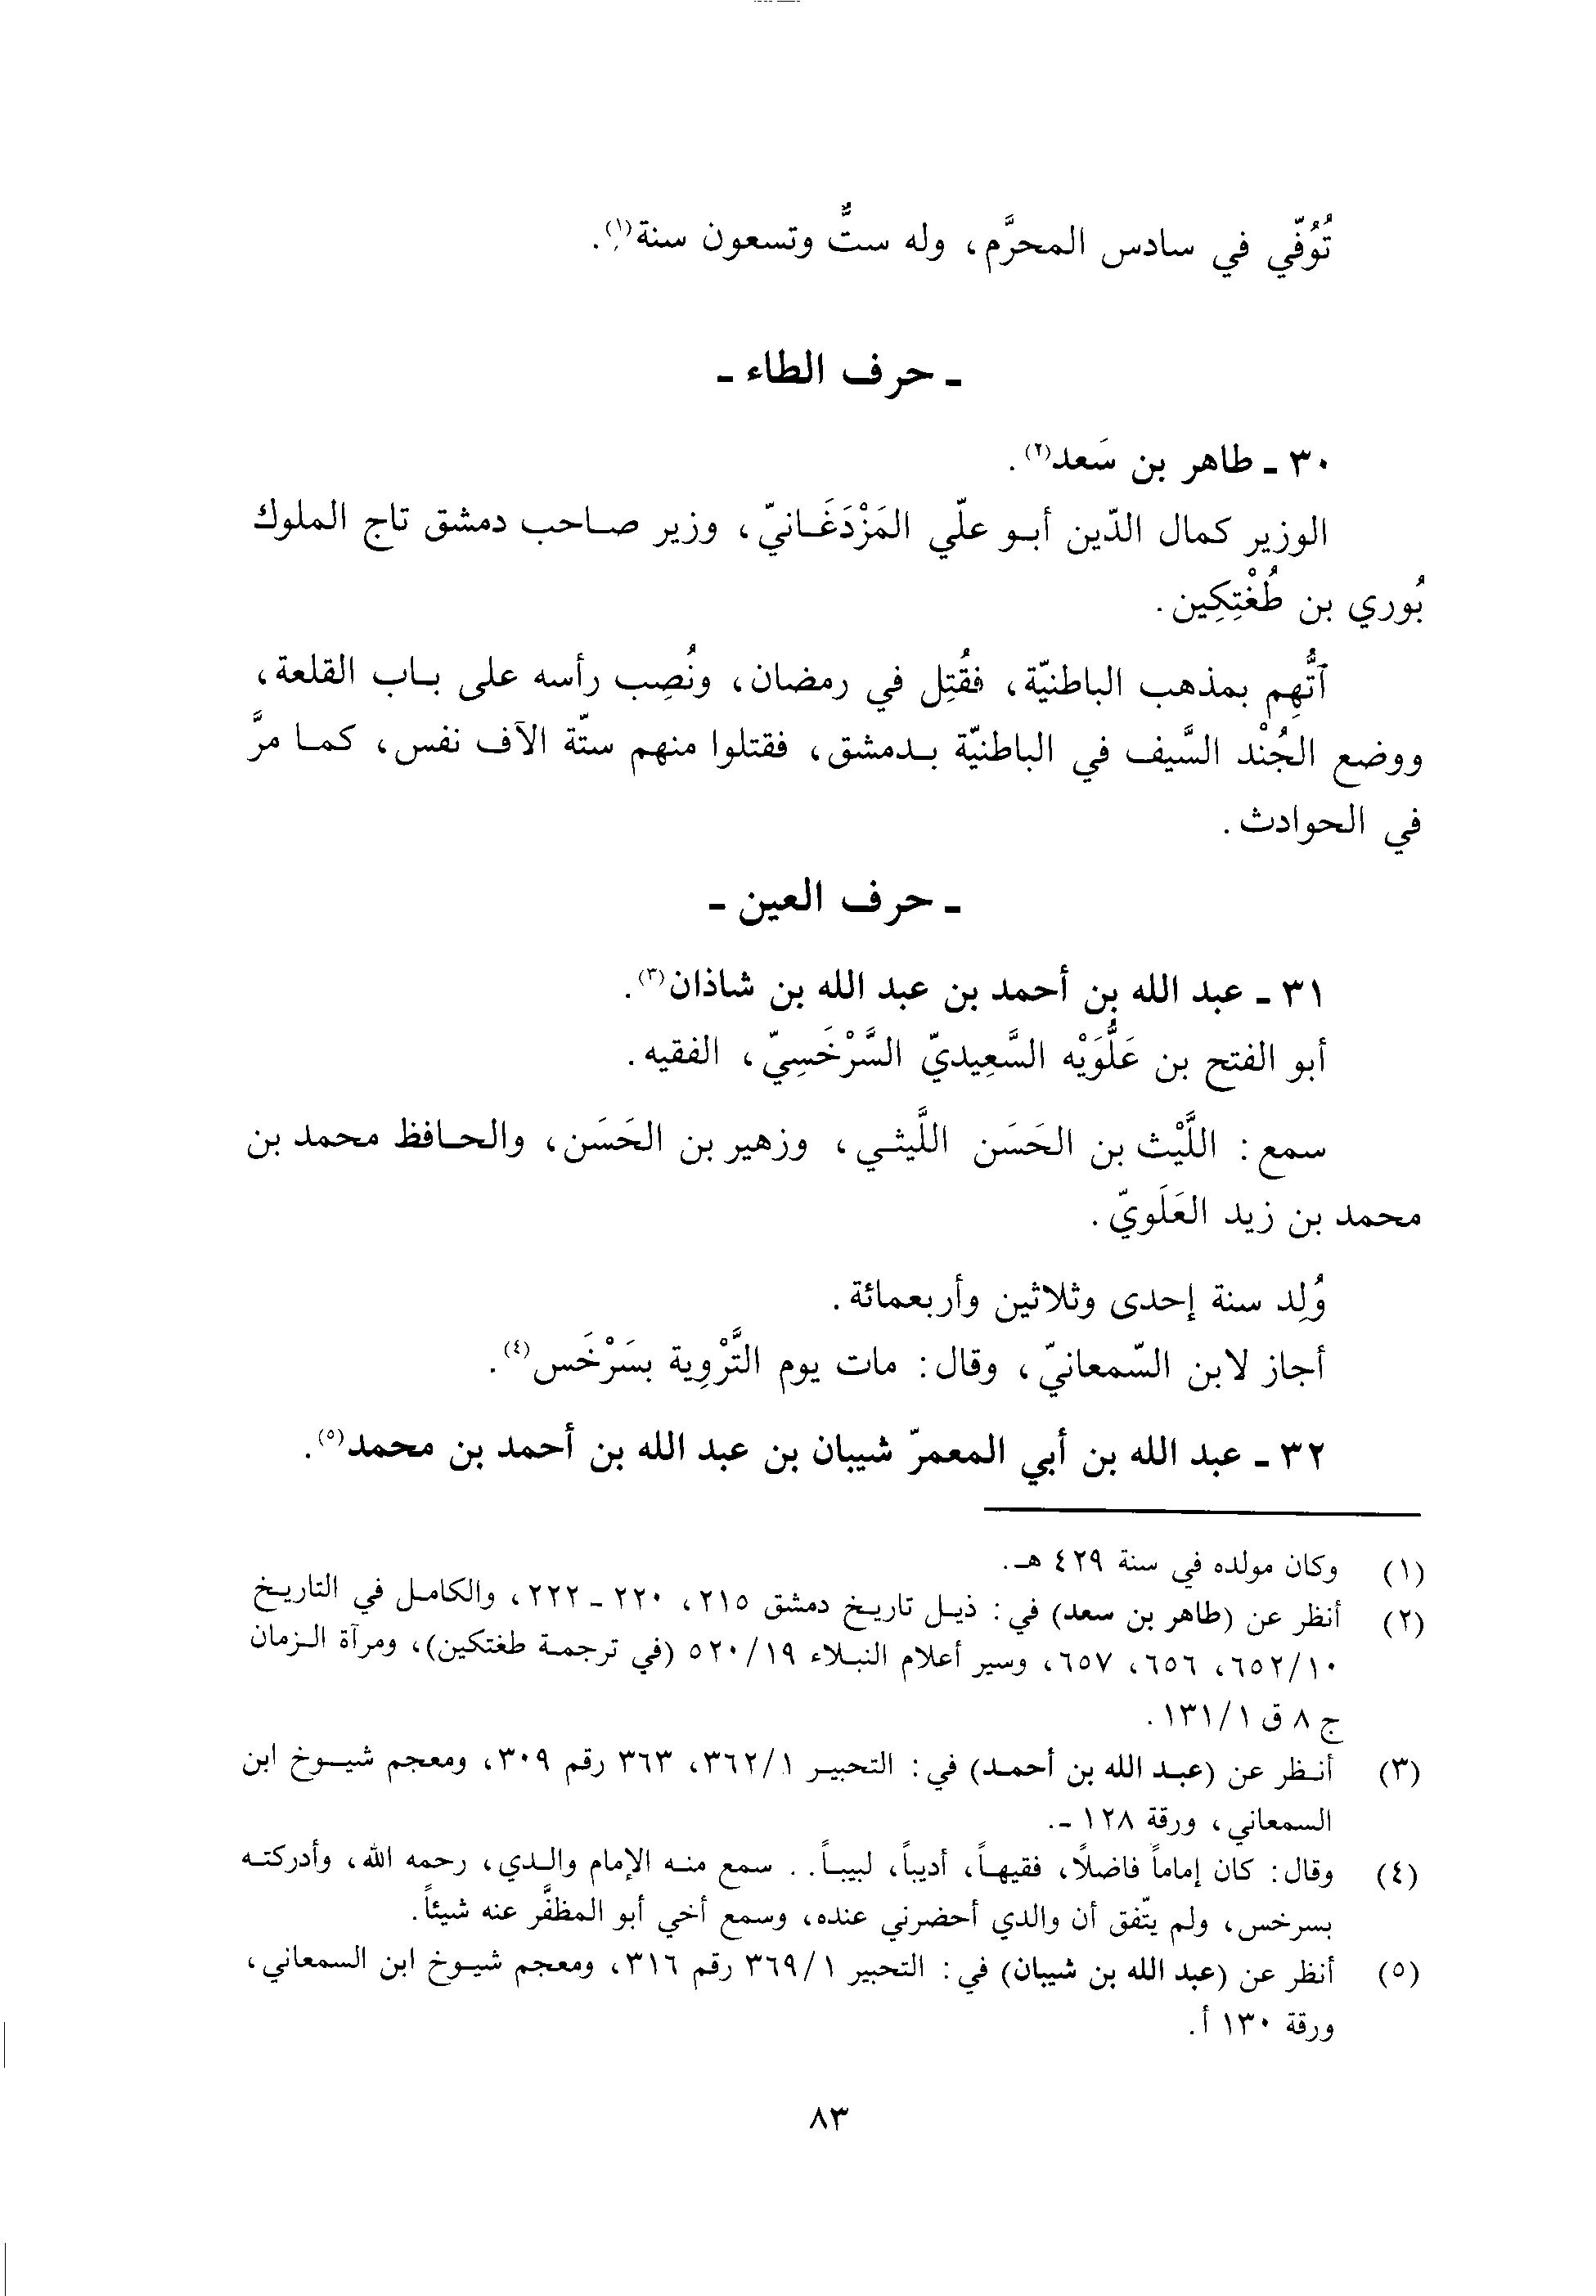 تُوُفّي في سادس المحرَّم، وله ستٌّ وتسعون سنة(١).
ـ حرف الطاء ـ
٣٠ ـ طاهر بن سَعد(٢).
الوزير كمال الدّين أبو علّي المَزْدَغَانيّ، وزير صاحب دمشق تاج الملوك
بُوري بن طُغْتِكِين.
ٱتُّهِم بمذهب الباطنيّة، فقُتِل في رمضان، ونُصِب رأسه على باب القلعة،
ووضع الجُنْد السَّيف في الباطنيّة بدمشق، فقتلوا منهم ستّة الآف نفس، كما مرَّ
في الحوادث.
ـ حرف العين ـ
٣١ ـ عبد الله بن أحمد بن عبد الله بن شاذان(٣).
أبو الفتح بن عَلُّوَيْه السَّعِيديّ السَّرْخَسِيّ، الفقيه.
سمع: اللَّيْث بن الحَسَن اللَّيثي، وزهير بن الحَسَن، والحافظ محمد بن
محمد بن زيد العَلَويّ.
وُلِد سنة إحدى وثلاثين وأربعمائة.
أجاز لابن السّمعانيّ، وقال: مات يوم التَّرْوِية بسَرْخَس(٤).
٣٢ ـ عبد الله بن أبي المعمرّ شيبان بن عبد الله بن أحمد بن محمد(٥).
(١) وكان مولده في سنة ٤٢٩ هـ.
(٢) أنظر عن (طاهر بن سعد) في: ذيل تاريخ دمشق ٢١٥، ٢٢٠ ـ ٢٢٢، والكامل في التاريخ
١٠/٦٥٢، ٦٥٦، ٦٥٧، وسير أعلام النبلاء ١٩/٥٢٠ (في ترجمة طغتكين)، ومرآة الزمان
ج ٨ ق ١/١٣١.
(٣) أنظر عن (عبد الله بن أحمد) في: التحبير ١/٣٦٢، ٣٦٣ رقم ٣٠٩، ومعجم شيوخ ابن
السمعاني، ورقة ١٢٨ ـ.
(٤) وقال: كان إماماً فاضلاً، فقيهاً، أديباً، لبيباً.. سمع منه الإمام والدي، رحمه الله، وأدركته
بسرخس، ولم يتّفق أن والدي أحضرني عنده، وسمع أخي أبو المظفَّر عنه شيئاً.
(٥) أنظر عن (عبد الله بن شيبان) في: التحبير ١/٣٦٩ رقم ٣١٦، ومعجم شيوخ ابن السمعاني،
ورقة ١٣٠ أ.
٨٣